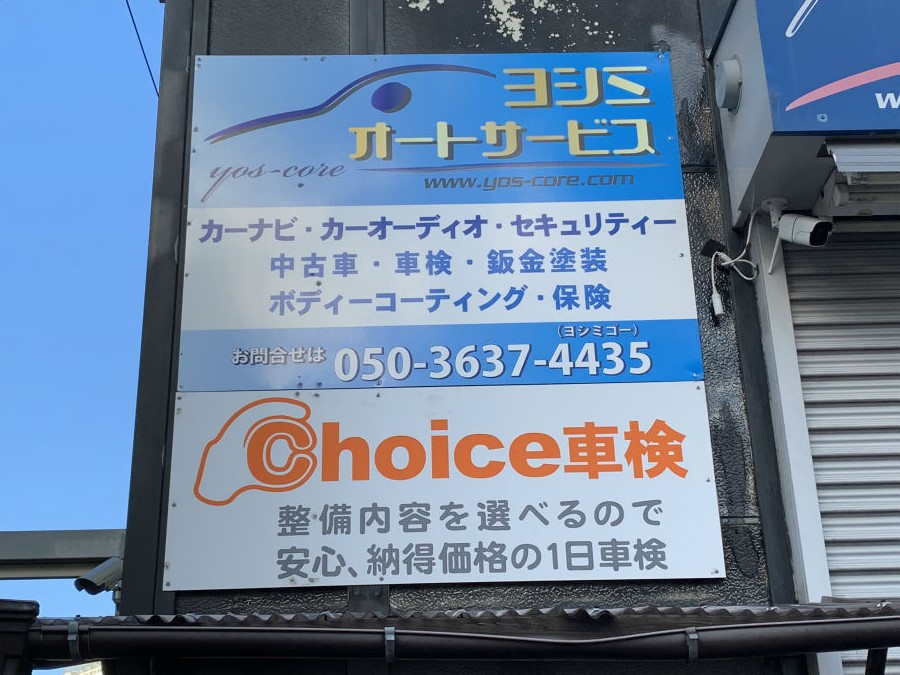 ヨシミ
オートサービス
yos-core
www.yos-core.com
カーナビ・カーオーディオ・セキュリティー
中古車・車検・鈑金塗装
ボディーコーティング・保険
(ヨシミゴー)
お問合せは 050-3637-4435
Choice車検
整備内容を選べるので
安心、納得価格の1日車検
w